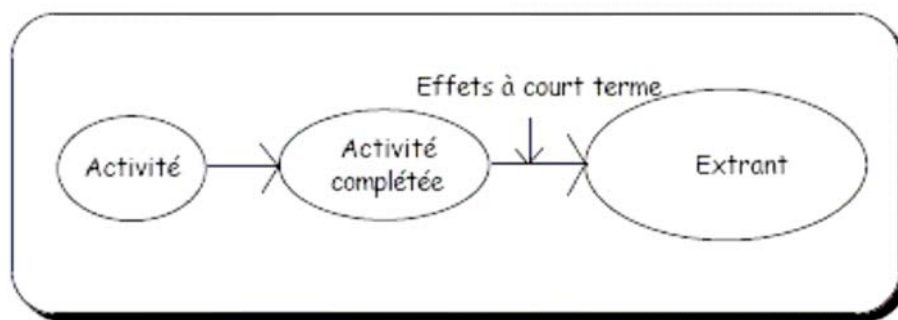 Effets à court terme
Activité
Activité
complétée
Extrant